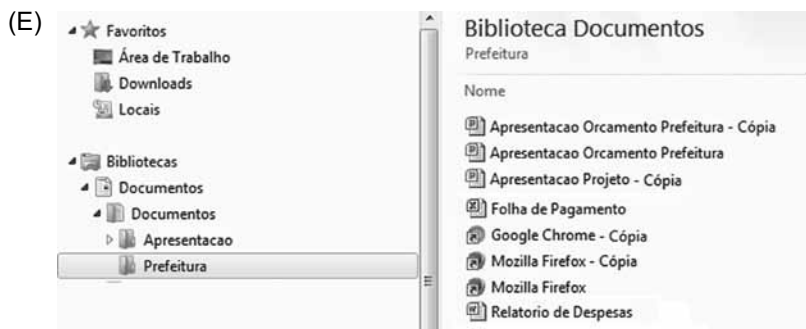 (E)
Favoritos
Área de Trabalho
Downloads
Locais
Bibliotecas
Documentos
Documentos
Apresentacao
Prefeitura
Biblioteca Documentos
Prefeitura
Nome
Apresentacao Orcamento Prefeitura - Cópia
Apresentacao Orcamento Prefeitura
Apresentacao Projeto - Cópia
Folha de Pagamento
Google Chrome - Cópia
Mozilla Firefox - Cópia
Mozilla Firefox
Relatorio de Despesas